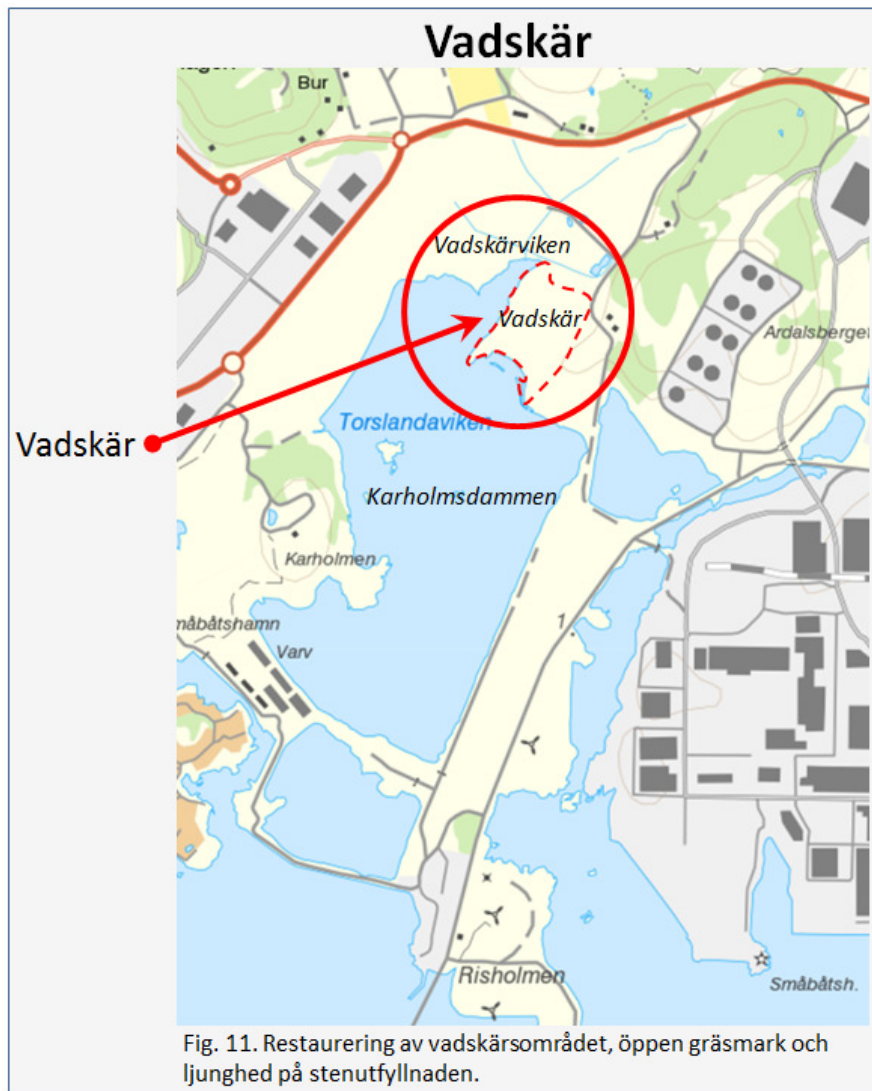 Vadskär
Bur
Vadskärviken
Vadskär
Ardalsberget
Torslandaviken
Vadskär
Karholmsdammen
Karholmen
måbåtshamn
Varv
1
Risholmen
Småbåtsh.
Fig. 11. Restaurering av vadskärsområdet, öppen gräsmark och
ljunghed på stenutfyllnaden.